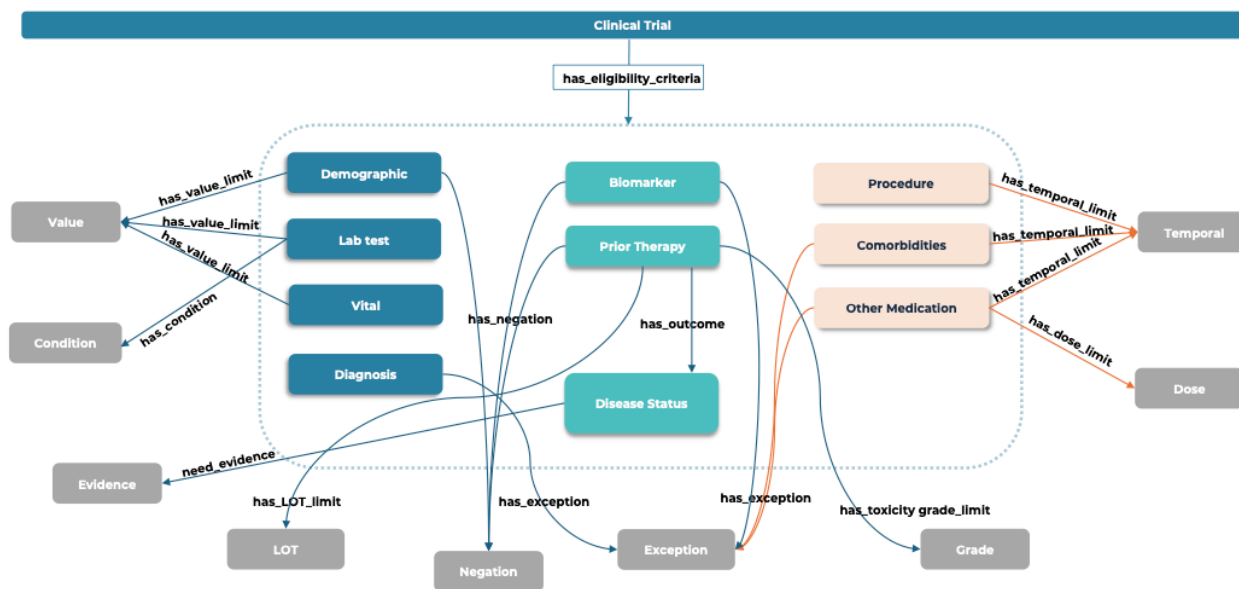 Clinical Trial
has_eligibility_criteria
Demographic
Biomarker
Procedure
has_value_limit
has_temporal_limit
Value
has_value_limit
Lab test
Prior Therapy
Comorbidities
has_temporal_limit
Temporal
has_value_limit
has_temporal_limit
Vital
Other Medication
has_condition
has_negation
has_outcome
has_dose_limit
Condition
Diagnosis
Disease Status
Dose
need_evidence
Evidence
has_LOT_limit
has_exception
has_exception
has_toxicity grade_limit
LOT
Negation
Exception
Grade